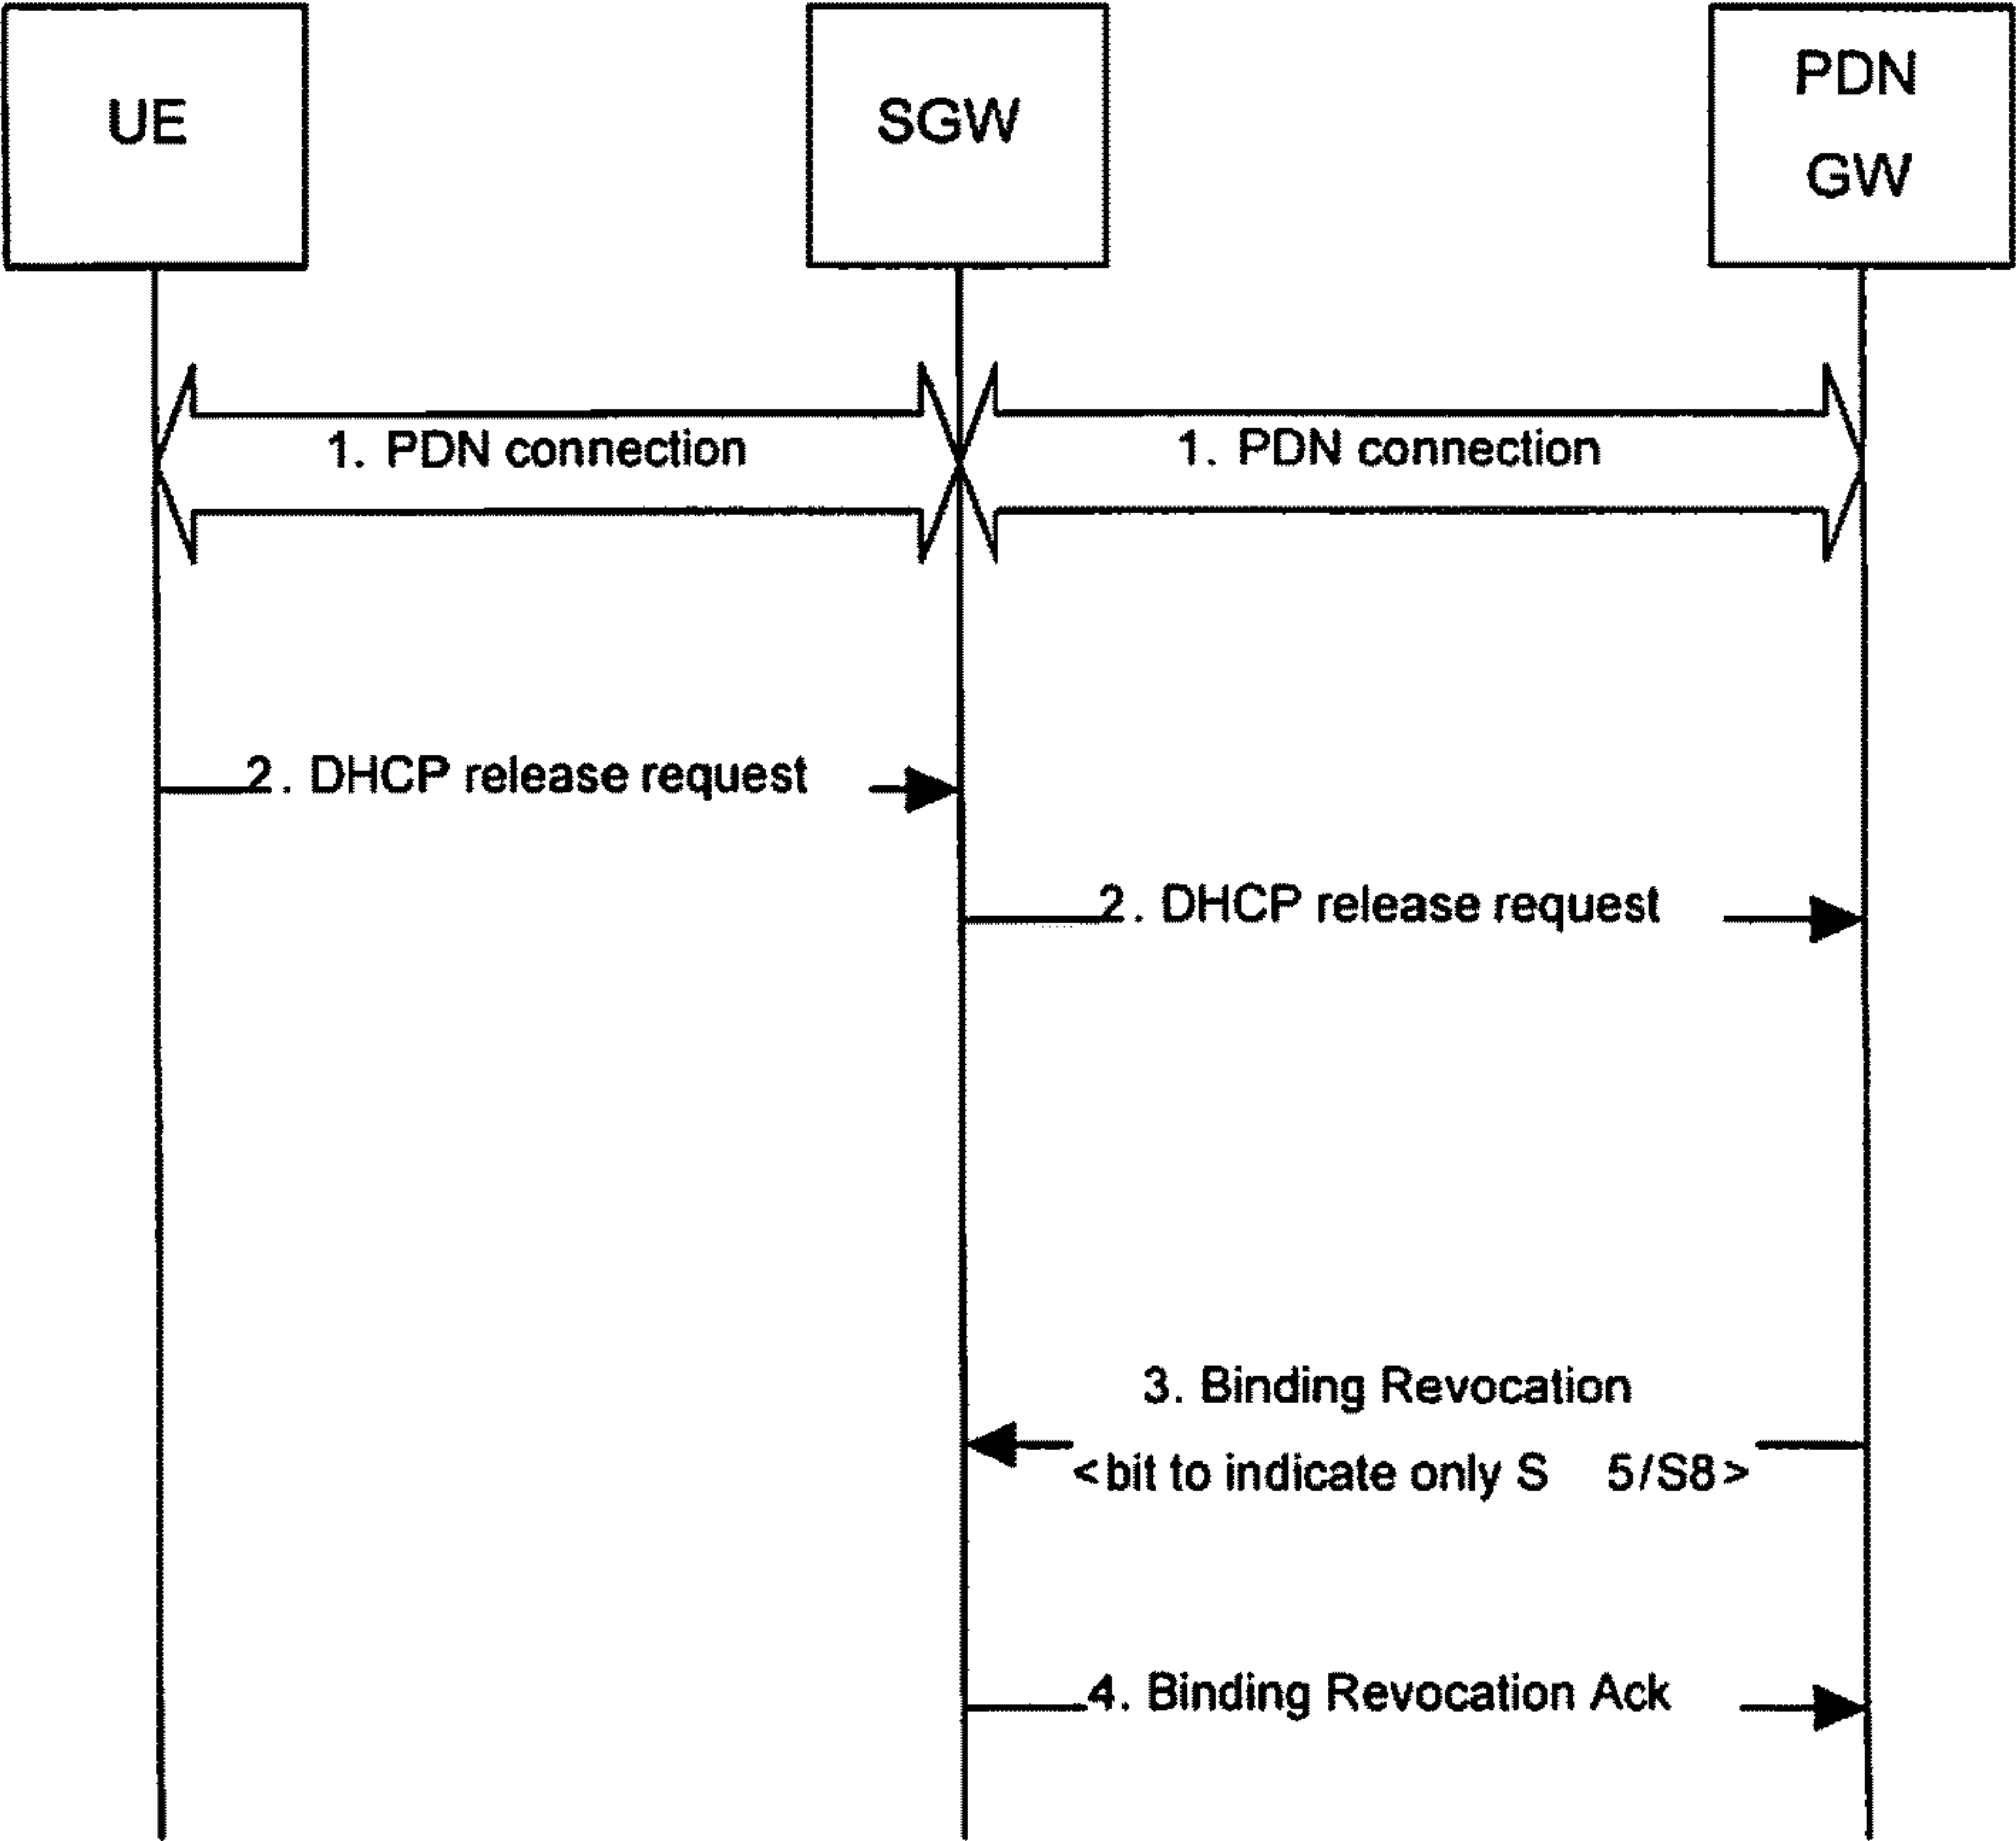 UE
SGW
PDN
GW
1. PDN connection
1. PDN connection
2. DHCP release request
2. DHCP release request
3. Binding Revocation
<bit to indicate only S 5/S8>
4. Binding Revocation Ack